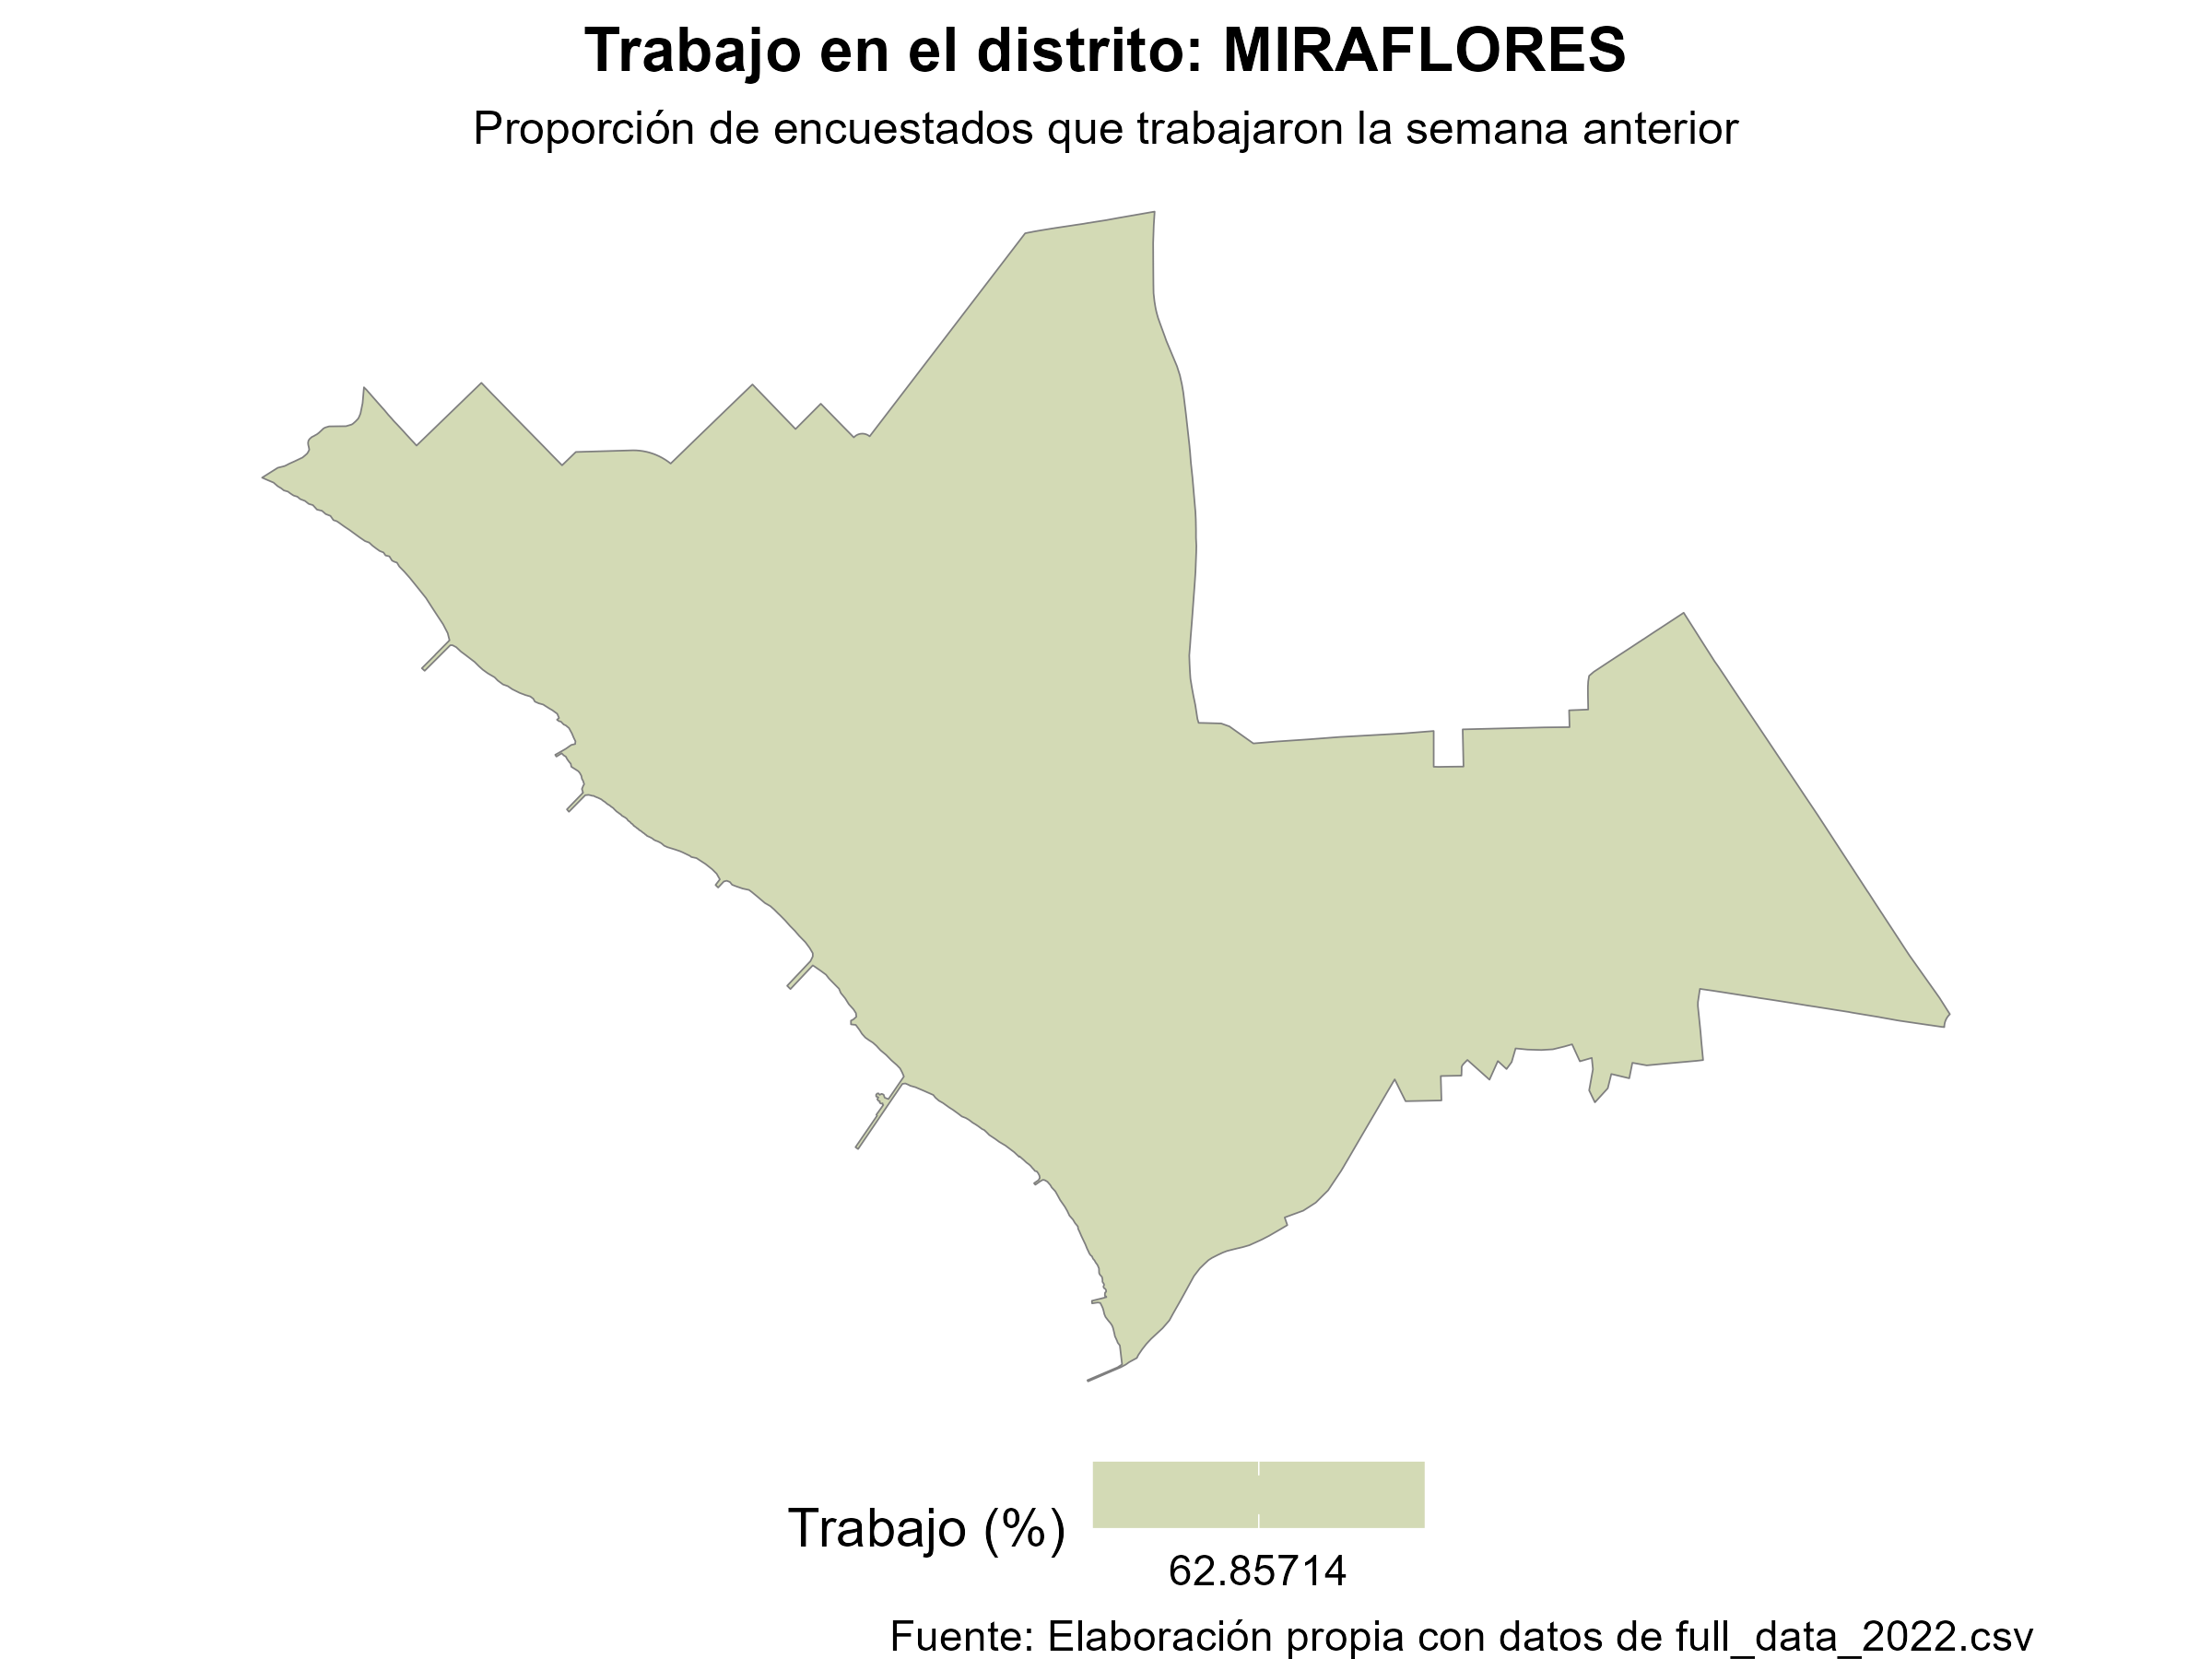 Trabajo en el distrito: MIRAFLORES
Proporción de encuestados que trabajaron la semana anterior
Trabajo (%)
62.85714
Fuente: Elaboración propia con datos de full_data_2022.csv